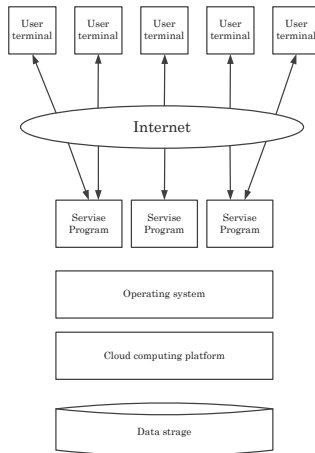 User
terminal
User
terminal
User
terminal
User
terminal
User
terminal
Internet
Servise
Program
Servise
Program
Servise
Program
Operating system
Cloud computing platform
Data strage